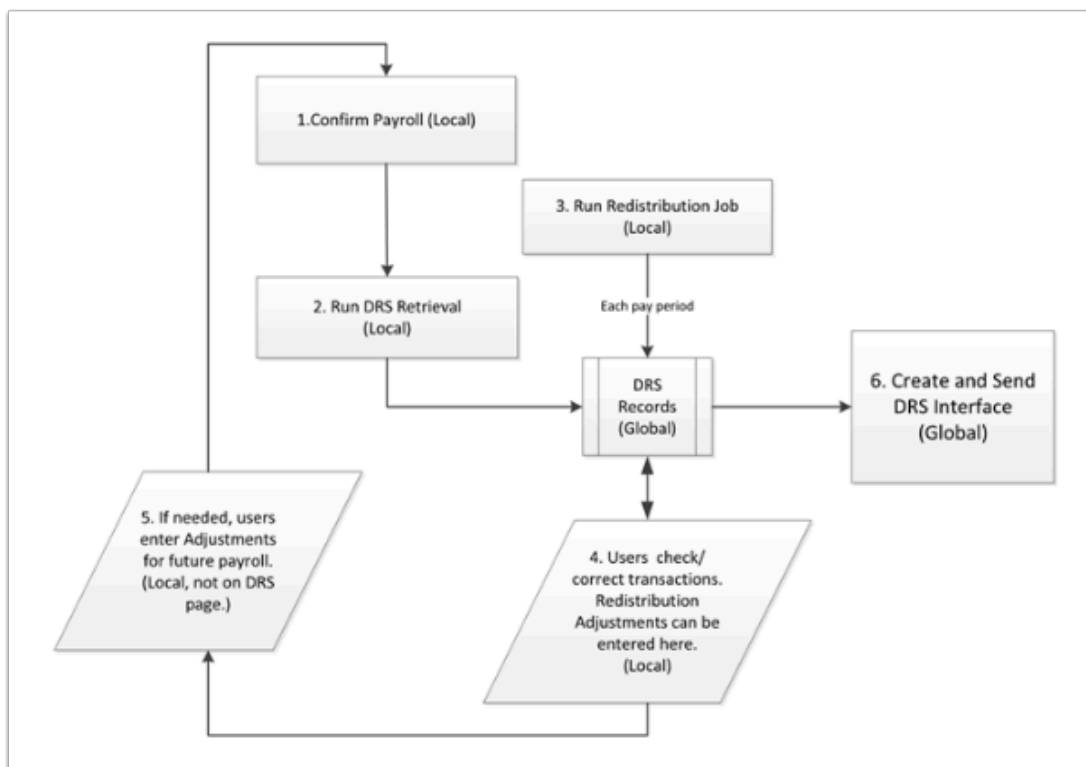 1.Confirm Payroll (Local)
3. Run Redistribution Job
(Local)
2. Run DRS Retrieval
(Local)
Each pay period
DRS
Records
(Global)
6. Create and Send
DRS Interface
(Global)
5. If needed, users
enter Adjustments
for future payroll.
(Local, not on DRS
page.)
4. Users check/
correct transactions.
Redistribution
Adjustments can be
entered here.
(Local)